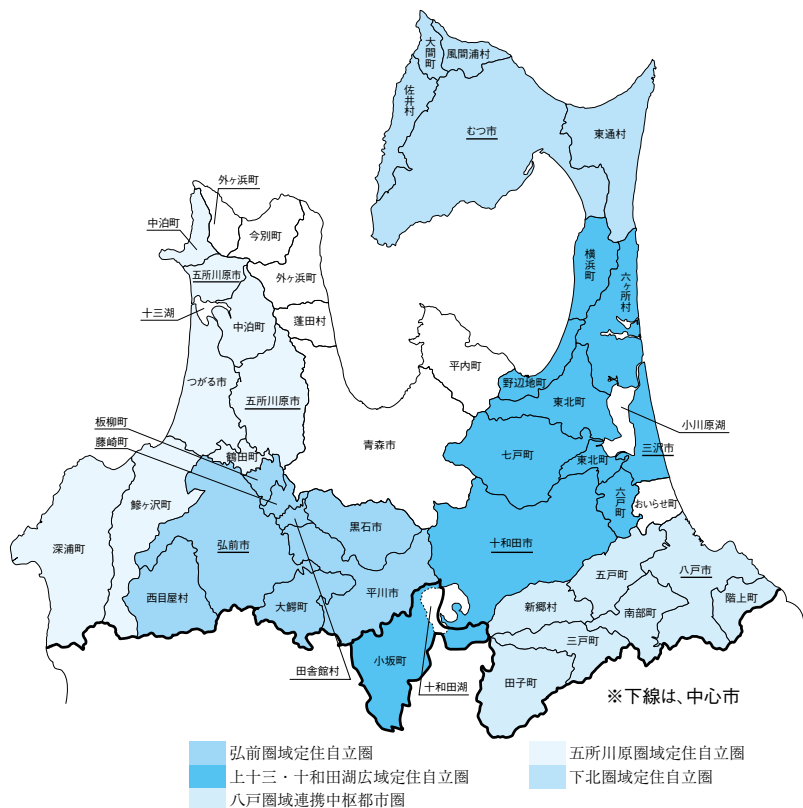 大間町
風間浦村
佐井村
むつ市
東通村
外ヶ浜町
中泊町
今別町
五所川原市
外ヶ浜町
横浜町
六ヶ所村
十三湖
中泊町
蓬田村
平内町
つがる市
野辺地町
五所川原市
東北町
小川原湖
板柳町
藤崎町
青森市
三沢市
鶴田町
七戸町
東北町
六戸町
おいらせ町
鰺ヶ沢町
黒石市
深浦町
弘前市
十和田市
五戸町
八戸市
西目屋村
大鰐町
平川市
新郷村
南部町
階上町
三戸町
小坂町
田舎館村
十和田湖
田子町
※下線は、中心市
弘前圏域定住自立圏
五所川原圏域定住自立圏
上十三・十和田湖広域定住自立圏
下北圏域定住自立圏
八戸圏域連携中枢都市圏